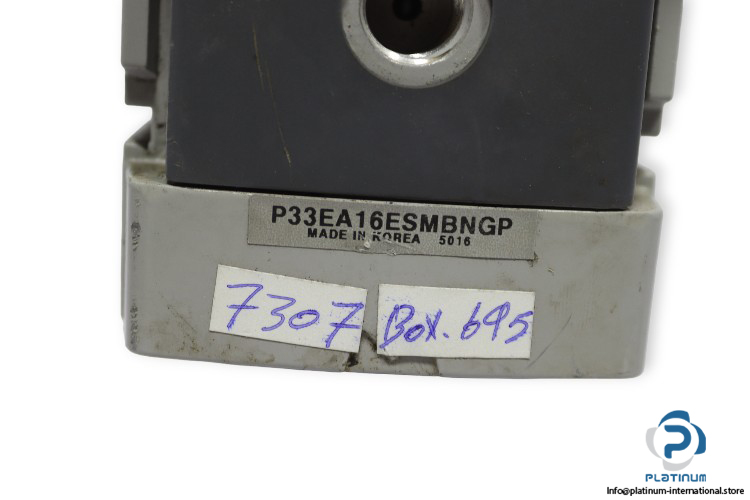 P33EA16ESMBNGP
MADE IN KOREA 5016
7307
Box.695
PLATINUM
Info@platinum-international.store